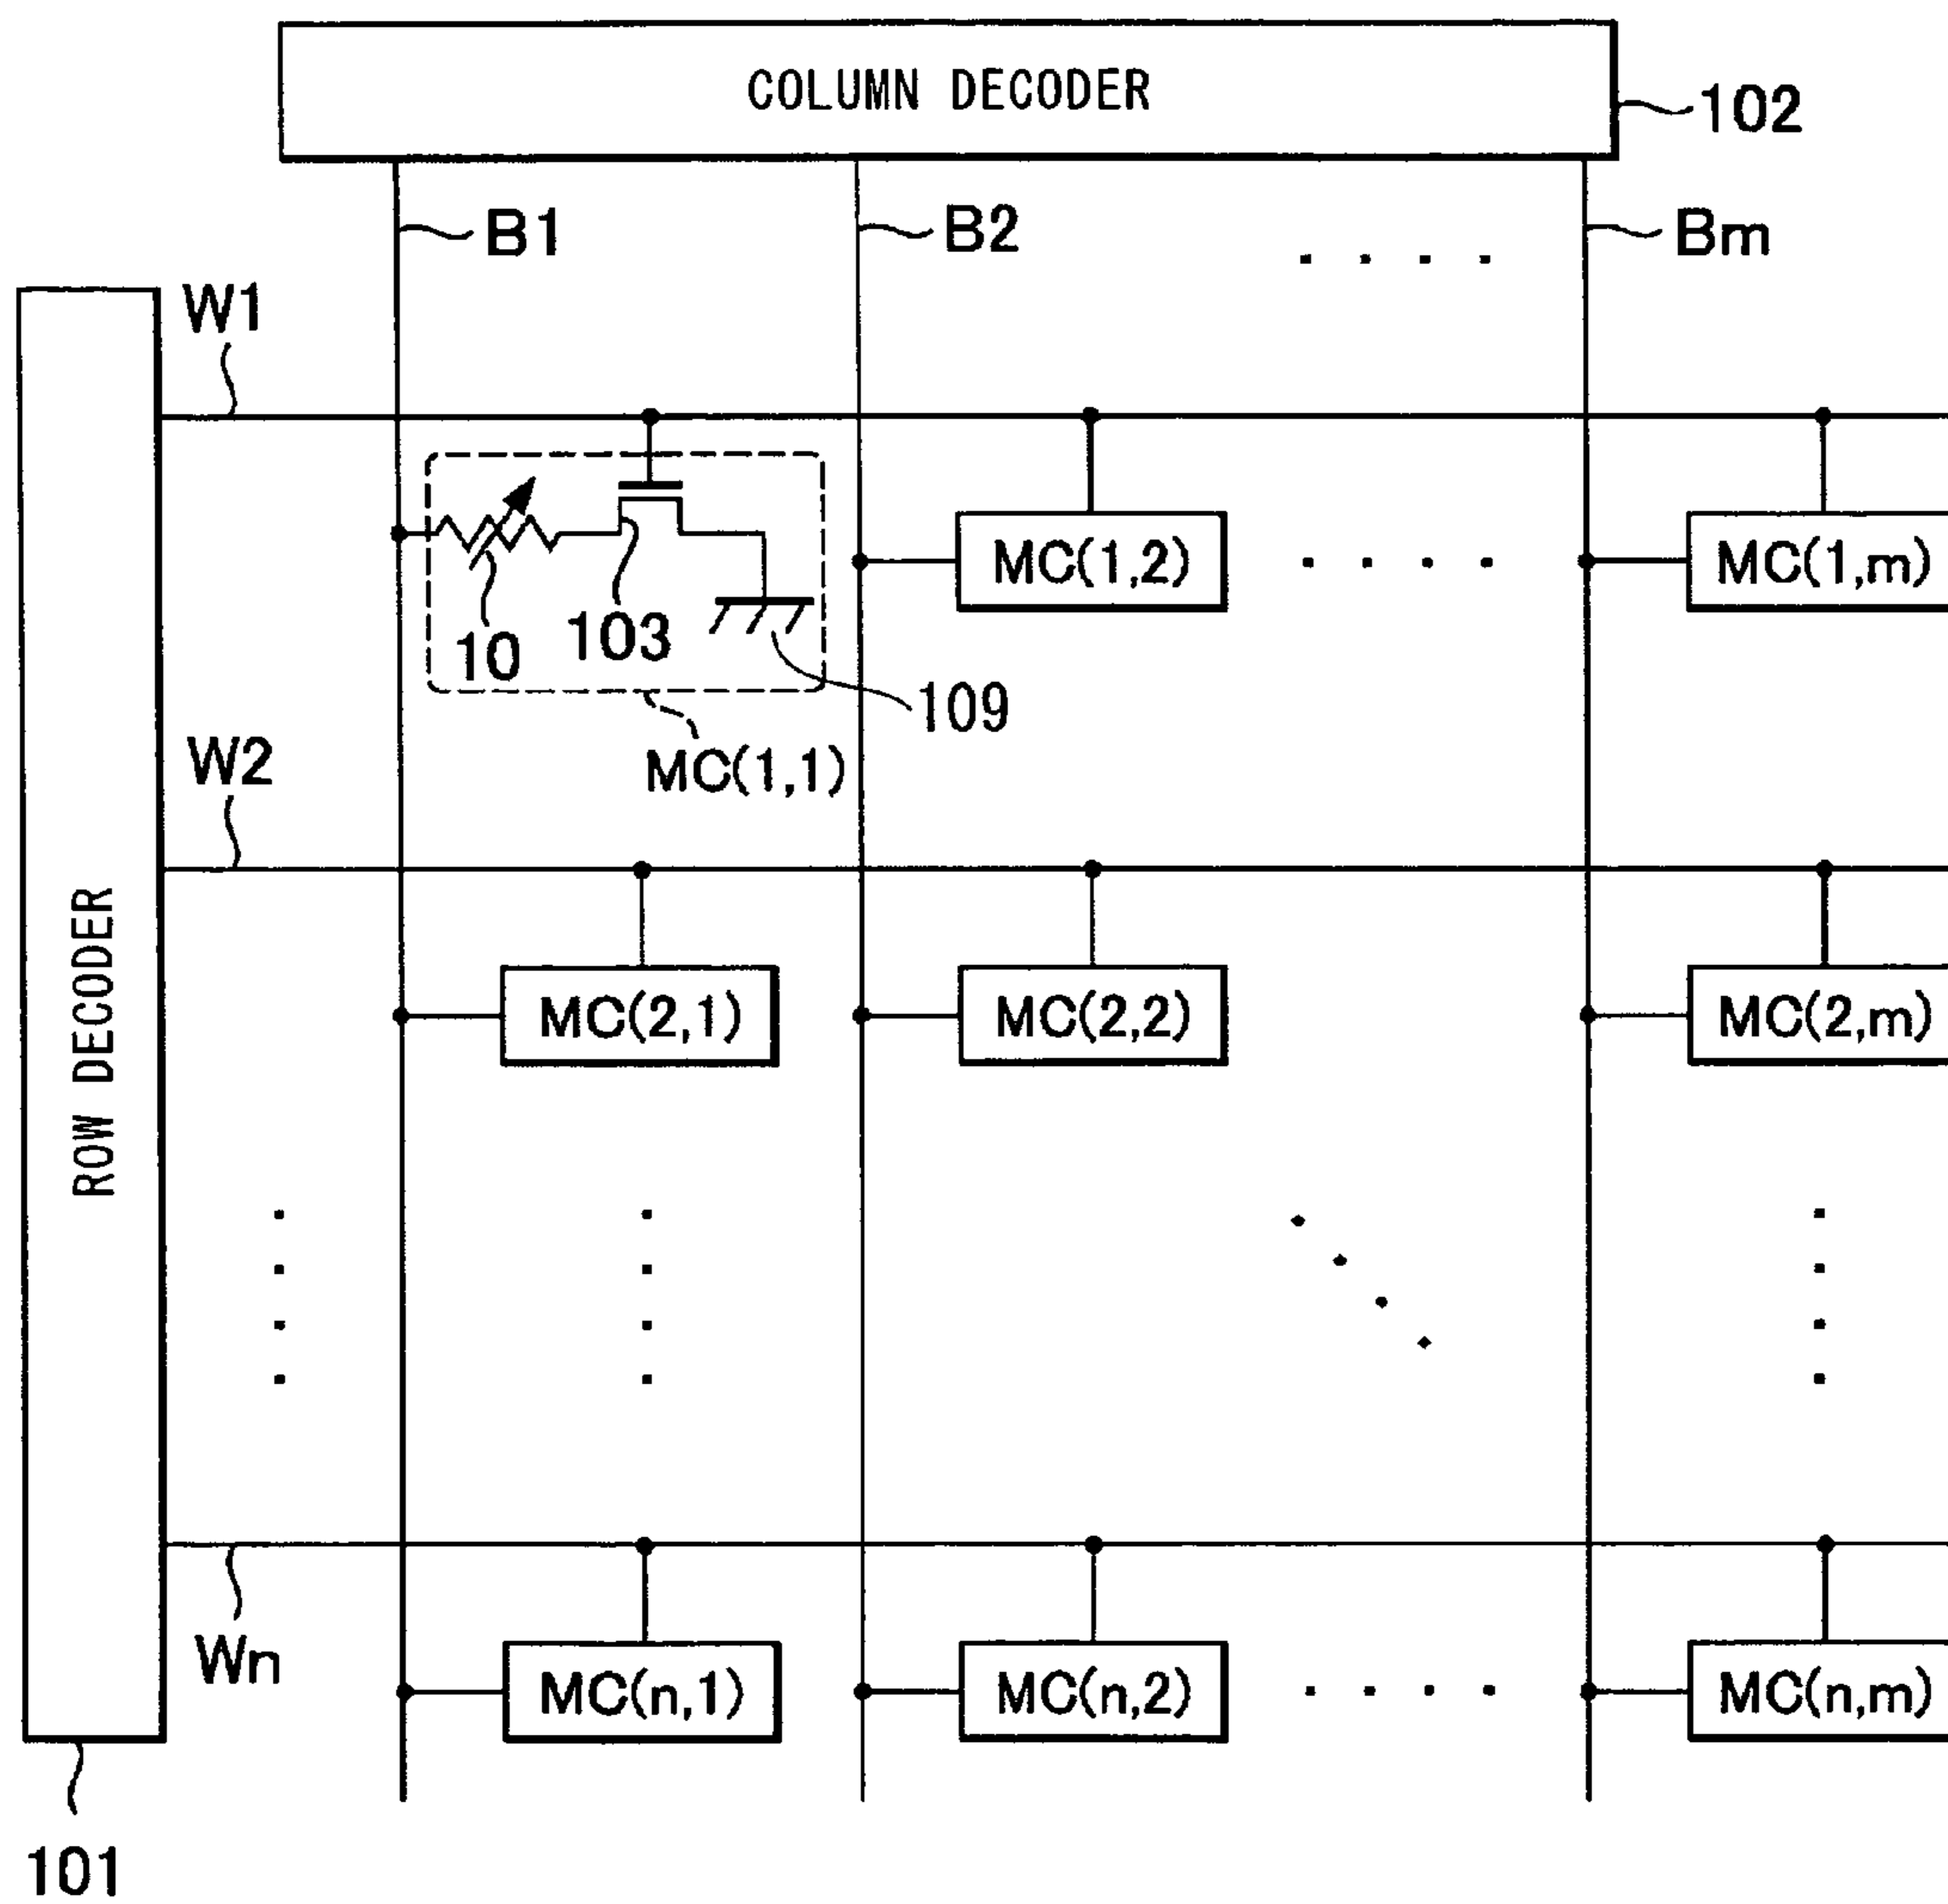 COLUMN DECODER
102
B1
B2
Bm
W1
MC(1,2)
MC(1,m)
10
103
109
MC(1,1)
W2
ROW DECODER
MC(2,1)
MC(2,2)
MC(2,m)
Wn
MC(n,1)
MC(n,2)
MC(n,m)
101